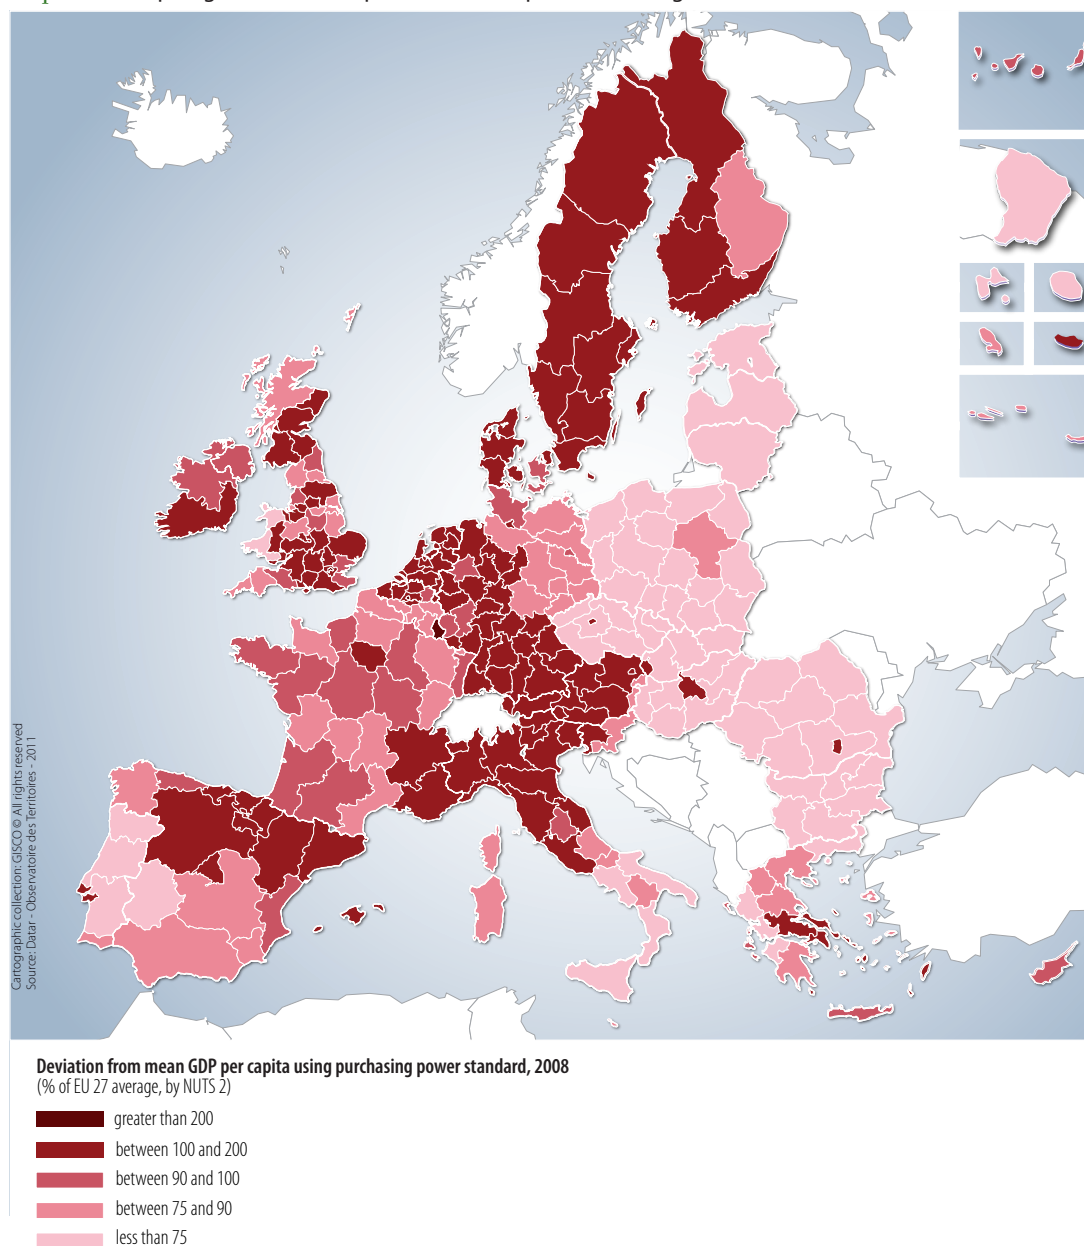 Cartographic collection: GISCO © All rights reserved
Source: Datar - Observatoire des Territoires - 2011
Deviation from mean GDP per capita using purchasing power standard, 2008
(% of EU 27 average, by NUTS 2)
greater than 200
between 100 and 200
between 90 and 100
between 75 and 90
less than 75